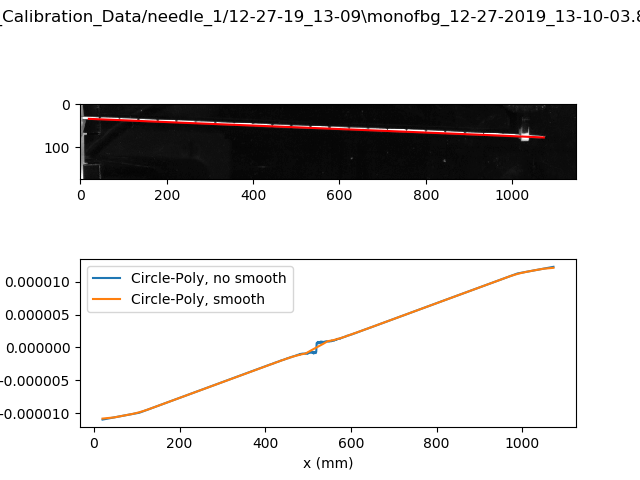 _Calibration_Data/needle_1/12-27-19_13-09\monofbg_12-27-2019_13-10-03.8
0
100
0 200 400 600 800 1000
Circle-Poly, no smooth
Circle-Poly, smooth
0.000010
0.000005
0.000000
-0.000005
-0.000010
0 200 400 600 800 1000
x (mm)